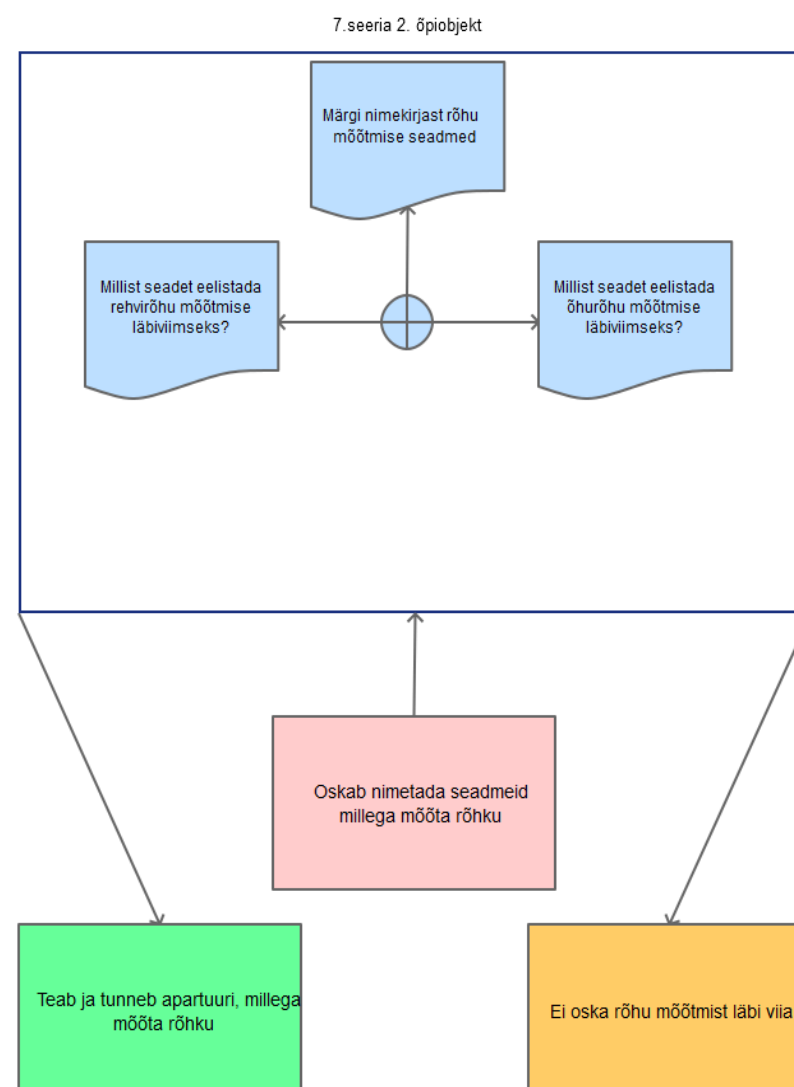 7.seeria 2. õpiobjekt
Märgi nimekirjast rõhu
mõõtmise seadmed
Millist seadet eelistada
rehvirõhu mõõtmise
läbiviimseks?
Millist seadet eelistada
õhurõhu mõõtmise
läbiviimseks?
Oskab nimetada seadmeid
millega mõõta rõhku
Teab ja tunneb apartuuri, millega
mõõta rõhku
Ei oska rõhu mõõtmist läbi viia